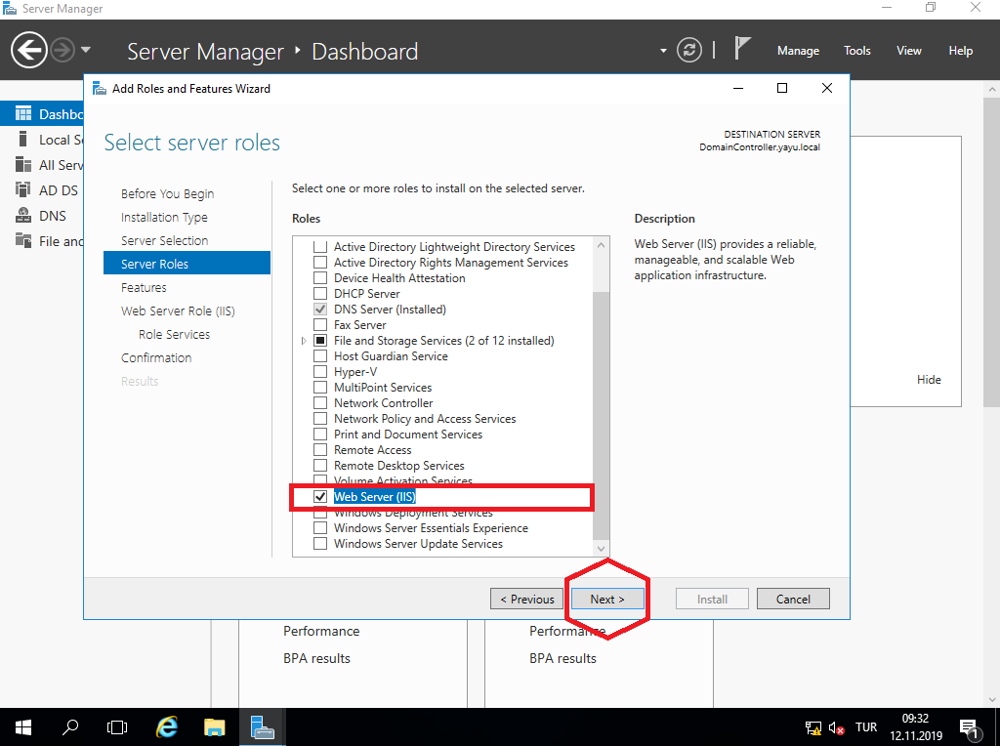 Server Manager
Server Manager ‣ Dashboard
Manage Tools View Help
Dashbo
Local Se
All Serv
AD DS
DNS
File and
Add Roles and Features Wizard
Select server roles
DESTINATION SERVER
DomainController.yayu.local
Before You Begin
Installation Type
Server Selection
Server Roles
Features
Web Server Role (IIS)
Role Services
Confirmation
Results
Select one or more roles to install on the selected server.
Roles
Active Directory Lightweight Directory Services
Active Directory Rights Management Services
Device Health Attestation
DHCP Server
DNS Server (Installed)
Fax Server
File and Storage Services (2 of 12 installed)
Host Guardian Service
Hyper-V
MultiPoint Services
Network Controller
Network Policy and Access Services
Print and Document Services
Remote Access
Remote Desktop Services
Volume Activation Services
Web Server (IIS)
Windows Deployment Services
Windows Server Essentials Experience
Windows Server Update Services
Description
Web Server (IIS) provides a reliable,
manageable, and scalable Web
application infrastructure.
Hide
< Previous Next > Install Cancel
Performance Performance
BPA results BPA results
TUR
09:32
12.11.2019
1